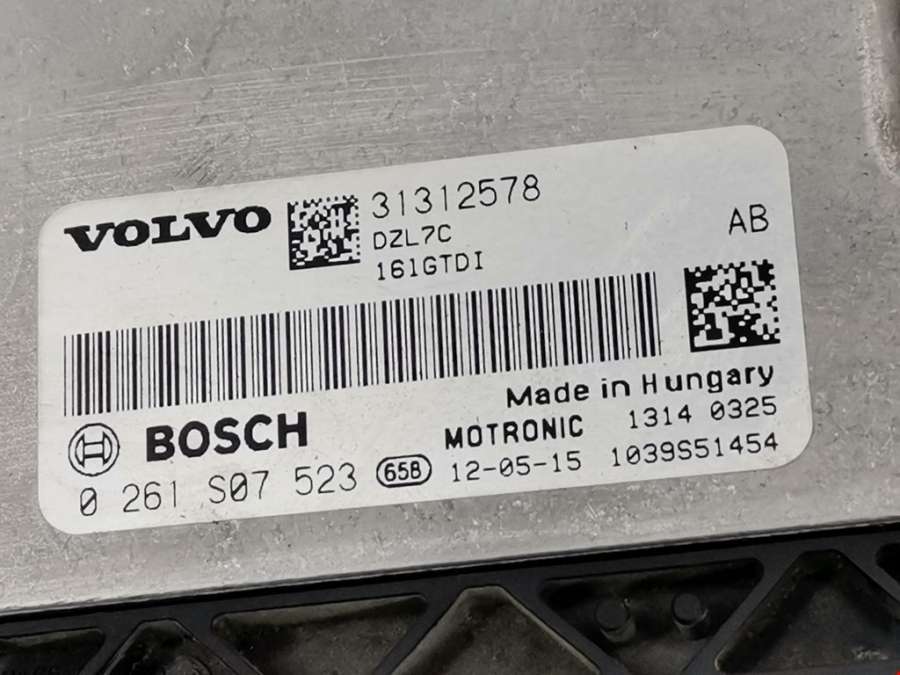 VOLVO 31312578
DZL7C
161GTDI
AB
Made in Hungary
BOSCH MOTRONIC 1314 0325
0 261 S07 523 658 12-05-15 1039S51454